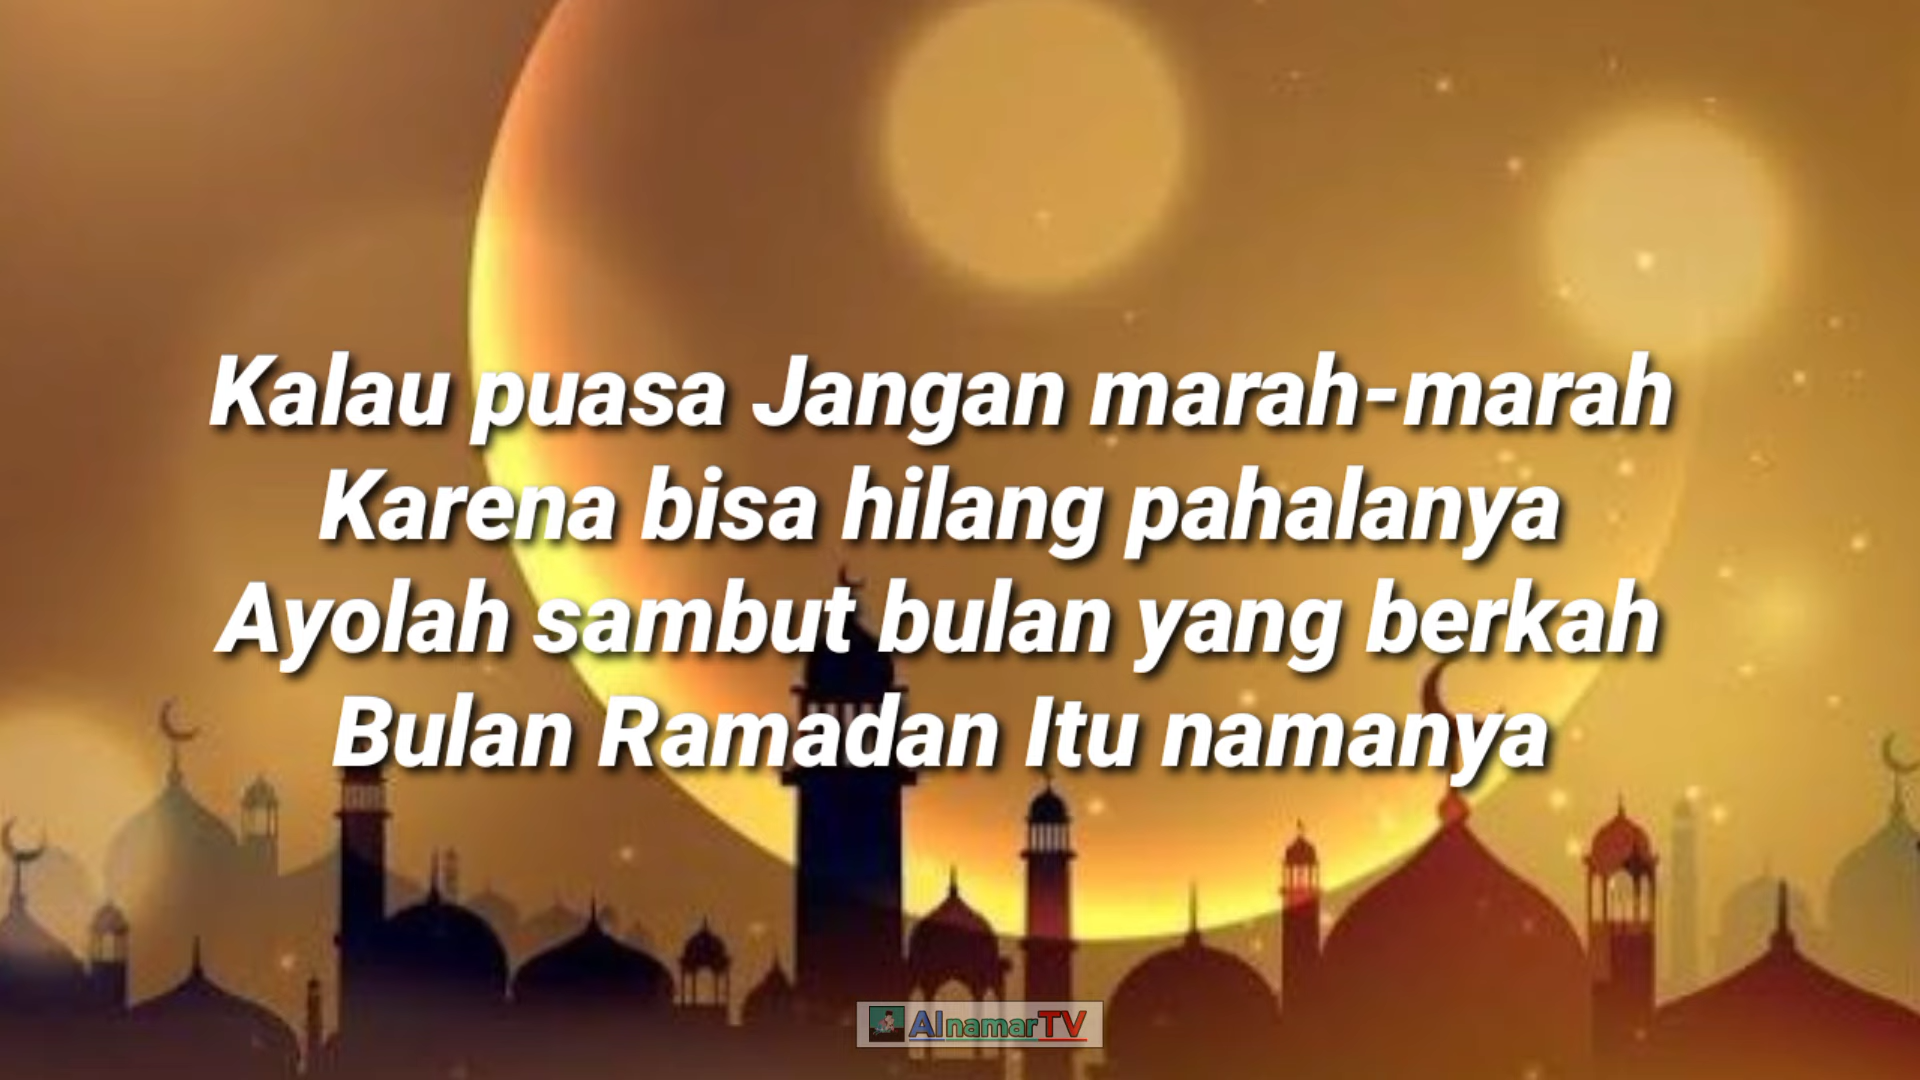 Kalau puasa Jangan marah-marah
Karena bisa hilang pahalanya
Ayolah sambut bulan yang berkah
Bulan Ramadan Itu namanya
AlnamarTV